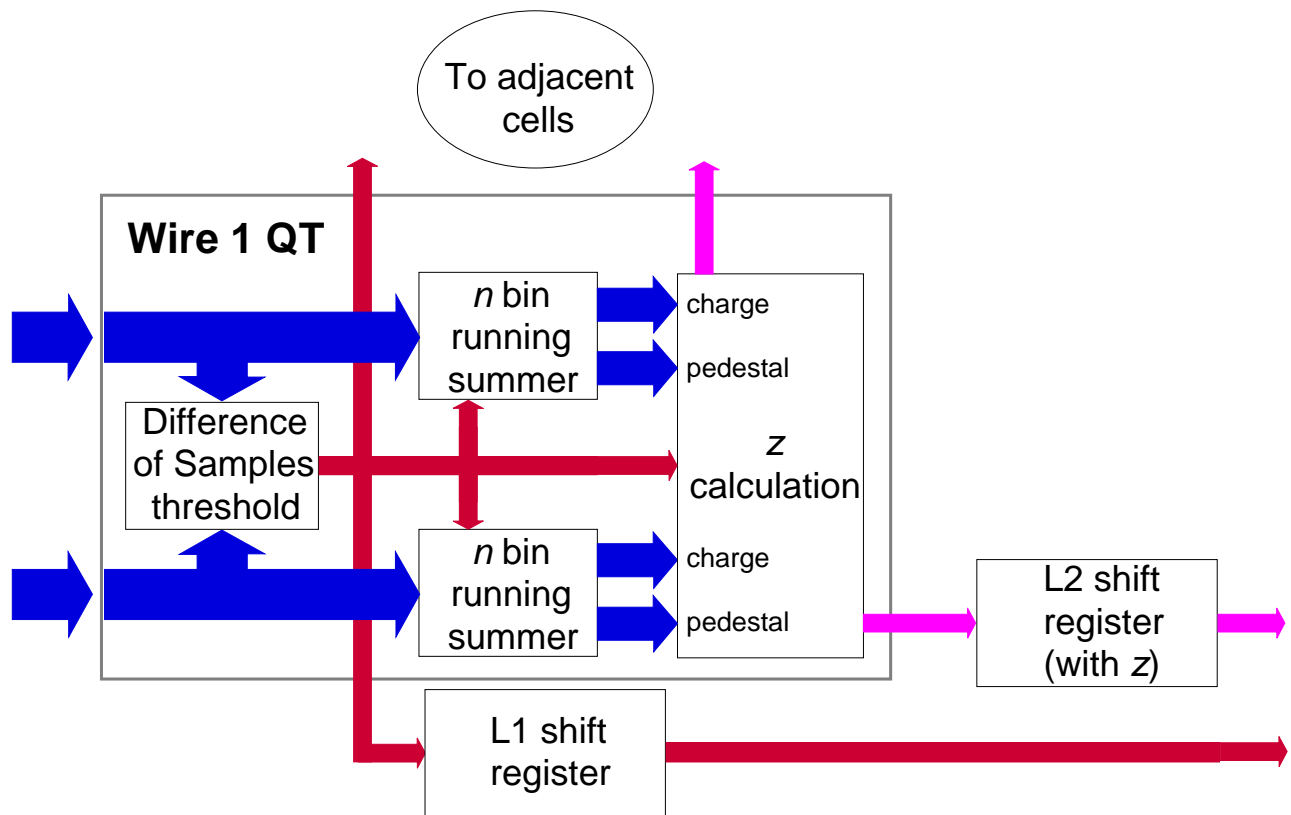 To adjacent
cells
Wire 1 QT
n bin
running
summer
charge
pedestal
Difference
of Samples
threshold
z
calculation
n bin
running
summer
charge
pedestal
L2 shift
register
(with z)
L1 shift
register